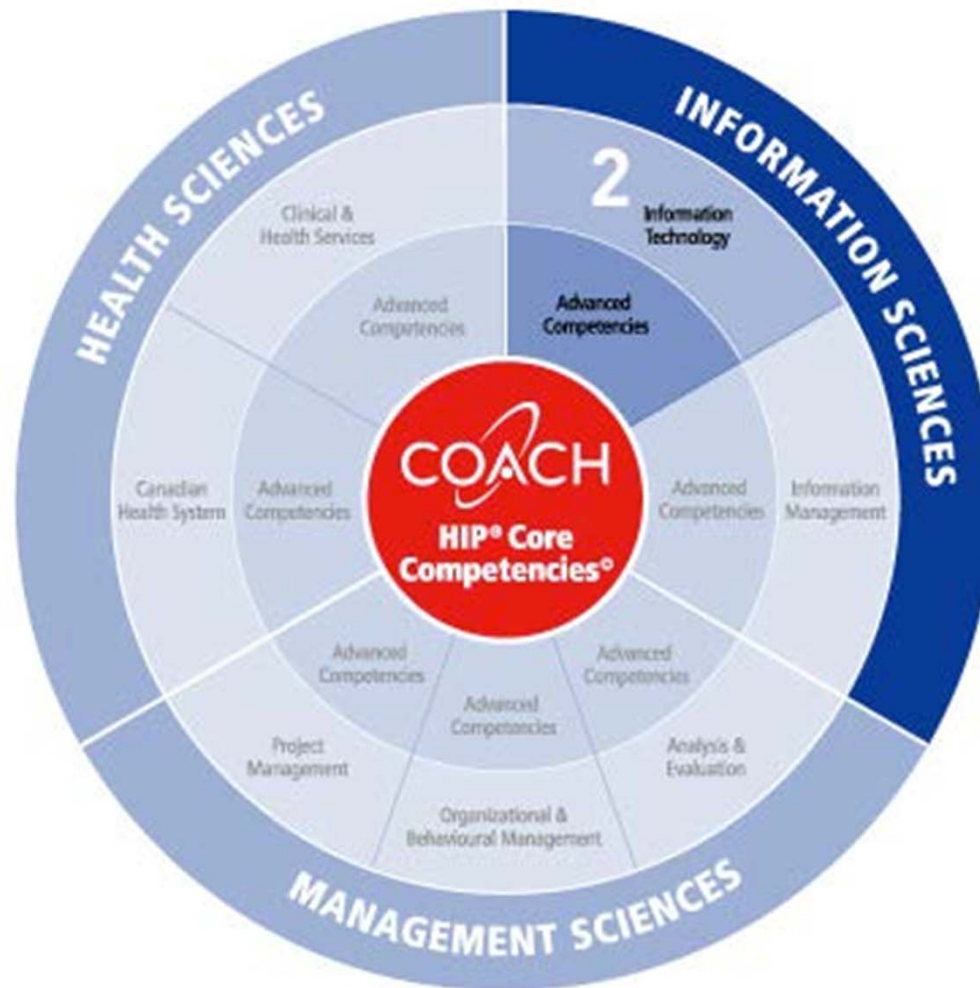 HEALTH SCIENCES
INFORMATION SCIENCES
2
Information
Technology
Clinical &
Health Services
Advanced
Competencies
Advanced
Competencies
COACH
HIP® Core
Competencies©
Canadian
Health System
Advanced
Competencies
Advanced
Competencies
Information
Management
Advanced
Competencies
Advanced
Competencies
Advanced
Competencies
Project
Management
Analysis &
Evaluation
Organizational &
Behavioural Management
MANAGEMENT SCIENCES